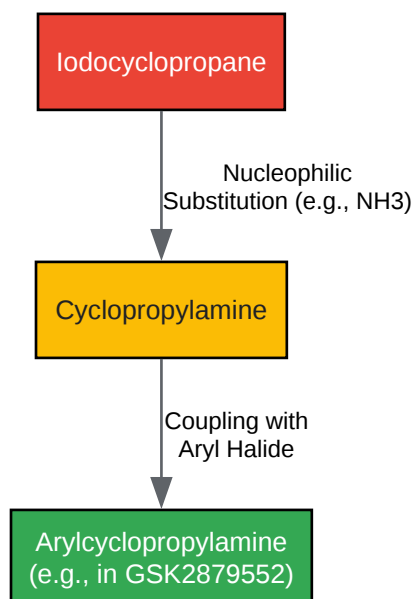 Iodocyclopropane
Nucleophilic
Substitution (e.g., NH3)
Cyclopropylamine
Coupling with
Aryl Halide
Arylcyclopropylamine
(e.g., in GSK2879552)